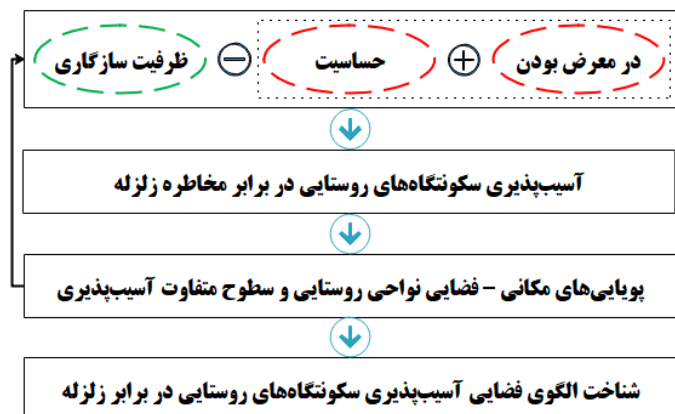 در معرض بودن + حساسیت − ظرفیت سازگاری
آسیب‌پذیری سکونتگاه‌های روستایی در برابر مخاطره زلزله
پویایی‌های مکانی – فضایی نواحی روستایی و سطوح متفاوت آسیب‌پذیری
شناخت الگوی فضایی آسیب‌پذیری سکونتگاه‌های روستایی در برابر زلزله